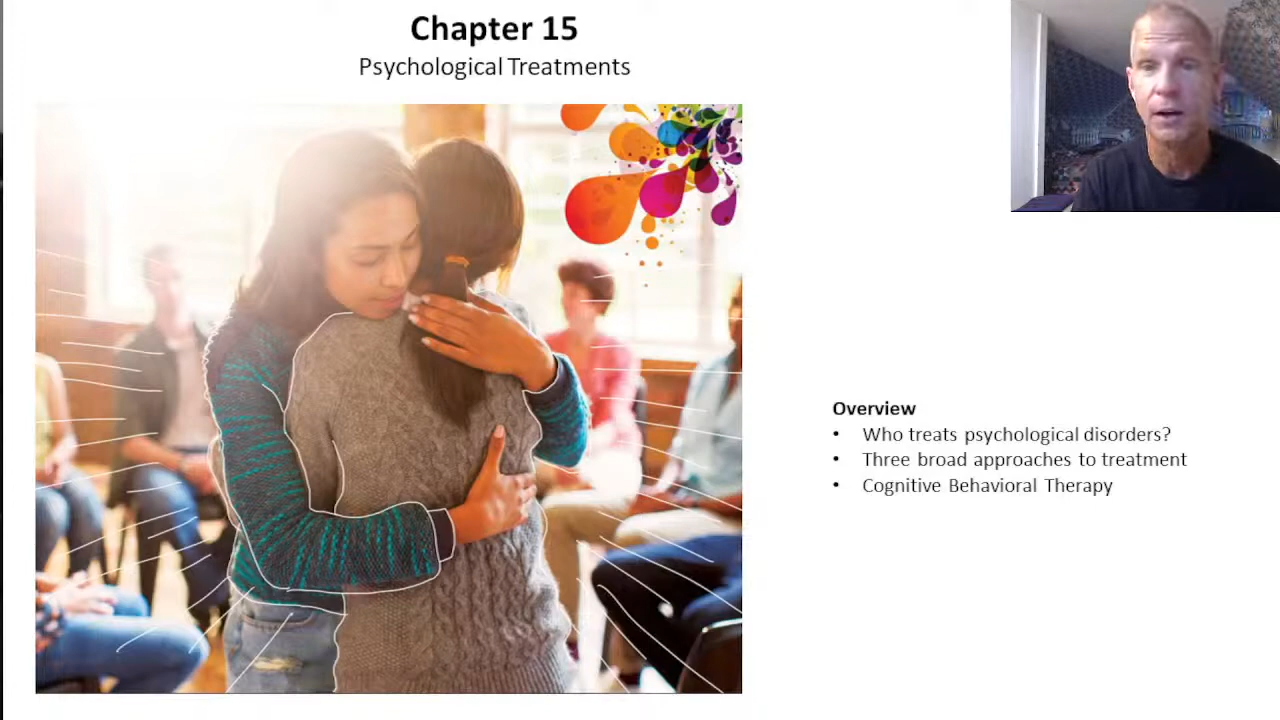 Chapter 15
Psychological Treatments
Overview
• Who treats psychological disorders?
• Three broad approaches to treatment
• Cognitive Behavioral Therapy